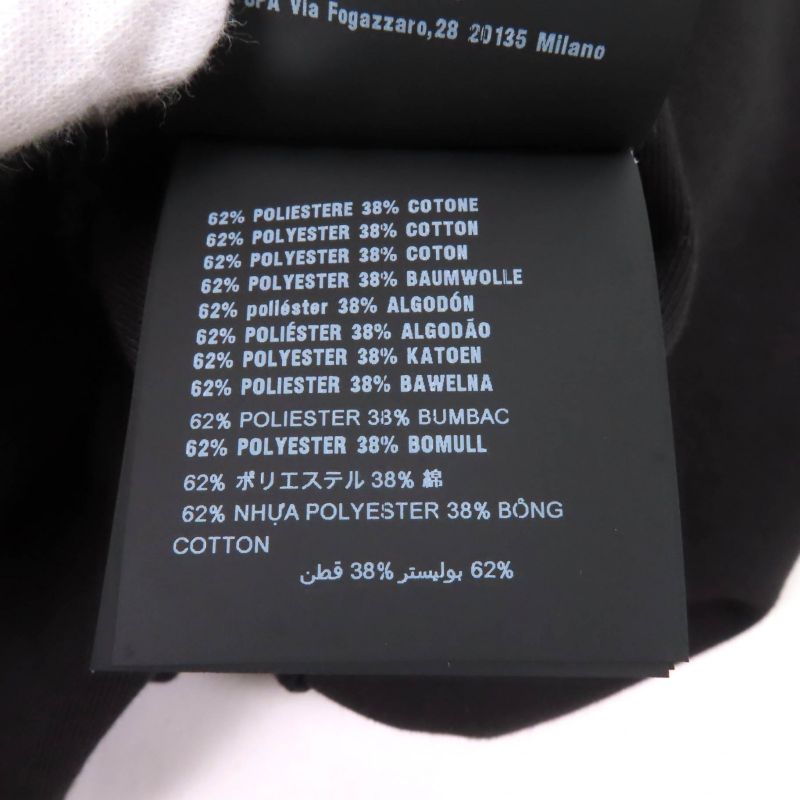 SPA Via Fogazzaro,28 20135 Milano
62% POLIESTERE 38% COTONE
62% POLYESTER 38% COTTON
62% POLYESTER 38% COTON
62% POLYESTER 38% BAUMWOLLE
62% poliéster 38% ALGODÓN
62% POLIÉSTER 38% ALGODÃO
62% POLYESTER 38% KATOEN
62% POLIESTER 38% BAWELNA
62% POLIESTER 38% BUMBAC
62% POLYESTER 38% BOMULL
62% ポリエステル 38% 綿
62% NHỰA POLYESTER 38% BÔNG
COTTON
62% بوليستر 38% قطن